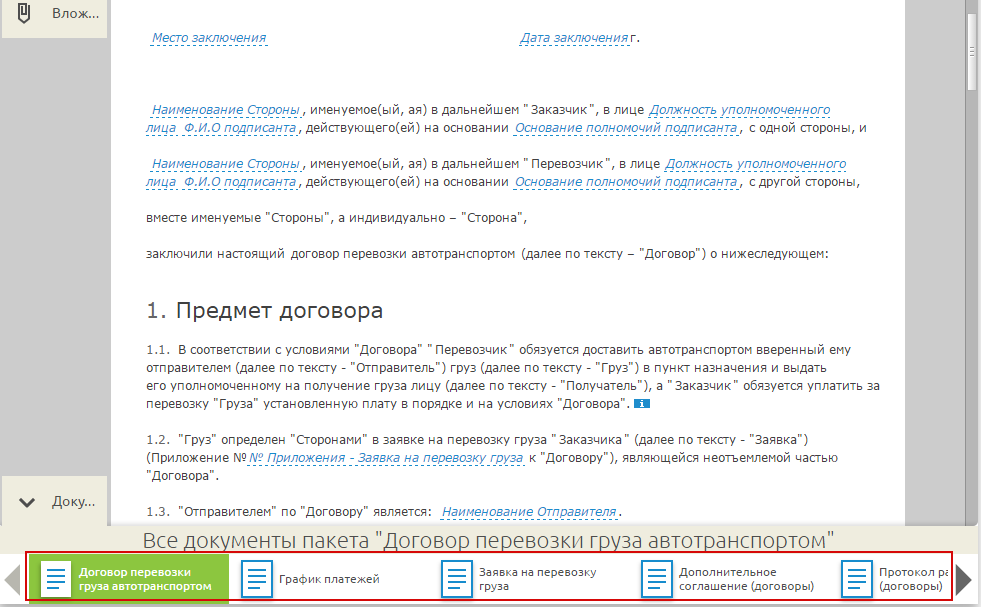 Влож...
Место заключения Дата заключения г.
Наименование Стороны, именуемое(ый, ая) в дальнейшем "Заказчик", в лице Должность уполномоченного
лица Ф.И.О подписанта, действующего(ей) на основании Основание полномочий подписанта, с одной стороны, и
Наименование Стороны, именуемое(ый, ая) в дальнейшем "Перевозчик", в лице Должность уполномоченного
лица Ф.И.О подписанта, действующего(ей) на основании Основание полномочий подписанта, с другой стороны,
вместе именуемые "Стороны", а индивидуально – "Сторона",
заключили настоящий договор перевозки автотранспортом (далее по тексту – "Договор") о нижеследующем:
1. Предмет договора
1.1. В соответствии с условиями "Договора" "Перевозчик" обязуется доставить автотранспортом вверенный ему
отправителем (далее по тексту - "Отправитель") груз (далее по тексту - "Груз") в пункт назначения и выдать
его уполномоченному на получение груза лицу (далее по тексту - "Получатель"), а "Заказчик" обязуется уплатить за
перевозку "Груза" установленную плату в порядке и на условиях "Договора". i
1.2. "Груз" определен "Сторонами" в заявке на перевозку груза "Заказчика" (далее по тексту - "Заявка")
(Приложение №№ Приложения - Заявка на перевозку груза к "Договору"), являющейся неотъемлемой частью
"Договора".
Доку...
1.3. "Отправителем" по "Договору" является: Наименование Отправителя.
Все документы пакета "Договор перевозки груза автотранспортом"
Договор перевозки
груза автотранспортом
График платежей
Заявка на перевозку
груза
Дополнительное
соглашение (договоры)
Протокол ра
(договоры)